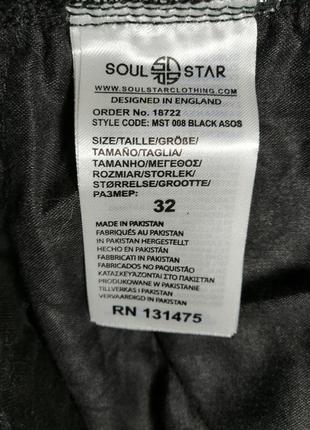 SOUL STAR
WWW.SOULSTARCLOTHING.COM
DESIGNED IN ENGLAND
ORDER No. 18722
STYLE CODE: MST 008 BLACK ASOS
SIZE/TAILLE/GRÖßE/
TAMAÑO/TAGLIA/
TAMANHO/ΜΕΓΕΘΟΣ/
ROZMIAR/STORLEK/
STØRRELSE/GROOTTE/
РАЗМЕР:
32
MADE IN PAKISTAN
FABRIQUÉS AU PAKISTAN
IN PAKISTAN HERGESTELLT
HECHO EN PAKISTÁN
FABBRICATI IN PAKISTAN
FABRICADOS NO PAQUISTÃO
ΚΑΤΑΣΚΕΥΑΖΕΤΑΙ ΣΤΟ ΠΑΚΙΣΤΑΝ
PRODUKOWANE W PAKISTANIE
TILLVERKAS I PAKISTAN
VERVAARDIGD IN PAKISTAN
RN 131475